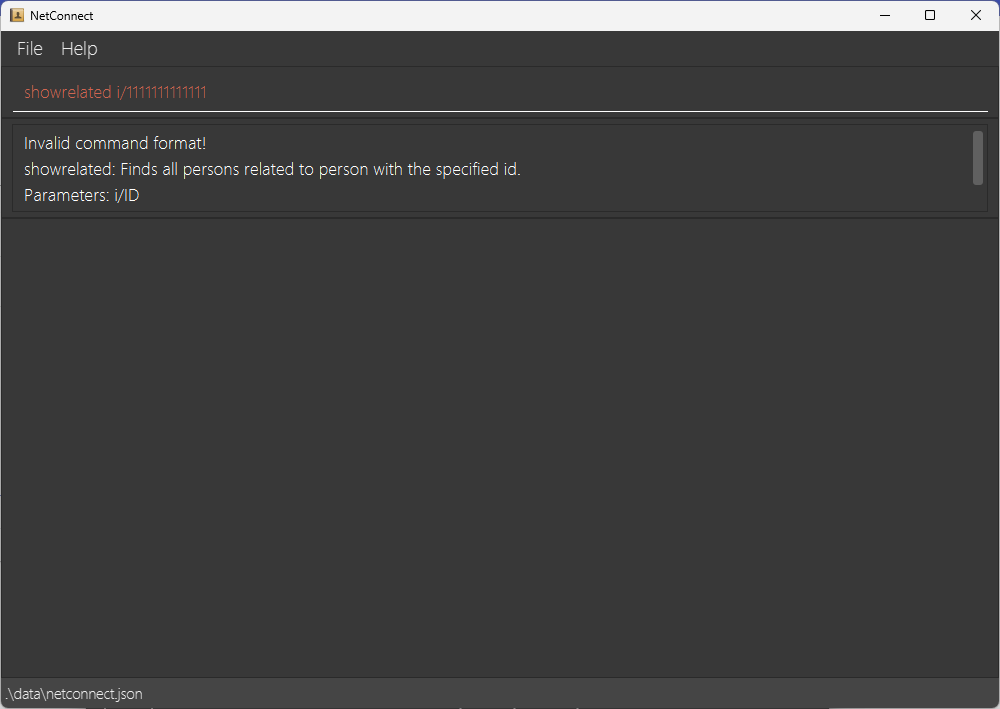 NetConnect
File Help
showrelated i/1111111111111
Invalid command format!
showrelated: Finds all persons related to person with the specified id.
Parameters: i/ID
.\data\netconnect.json